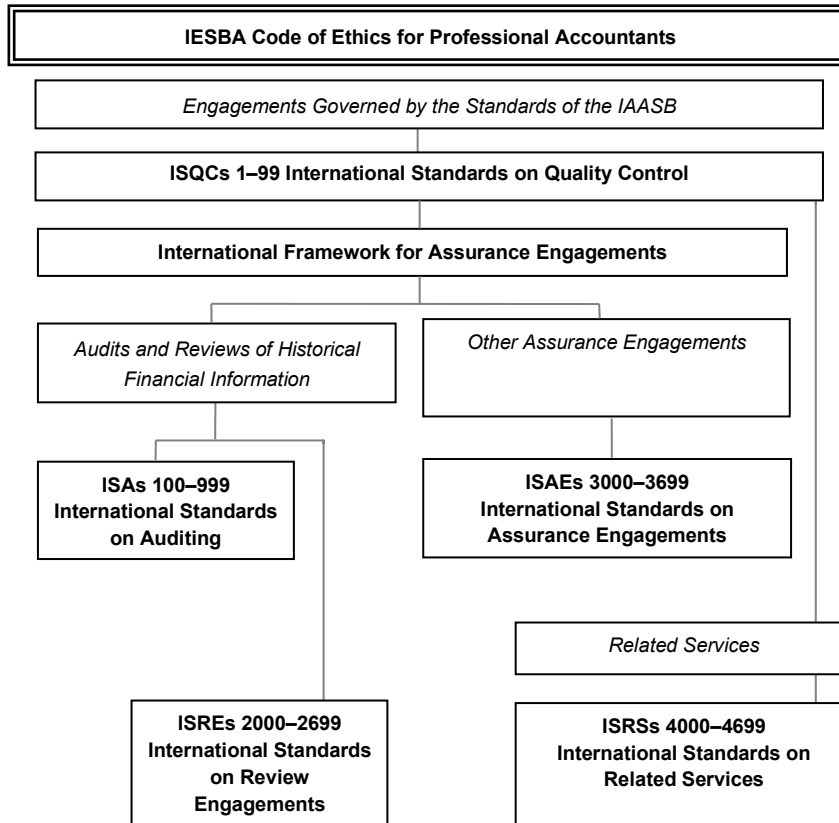 IESBA Code of Ethics for Professional Accountants
Engagements Governed by the Standards of the IAASB
ISQCs 1–99 International Standards on Quality Control
International Framework for Assurance Engagements
Audits and Reviews of Historical
Financial Information
Other Assurance Engagements
ISAs 100–999
International Standards
on Auditing
ISAEs 3000–3699
International Standards on
Assurance Engagements
Related Services
ISREs 2000–2699
International Standards
on Review
Engagements
ISRSs 4000–4699
International Standards on
Related Services